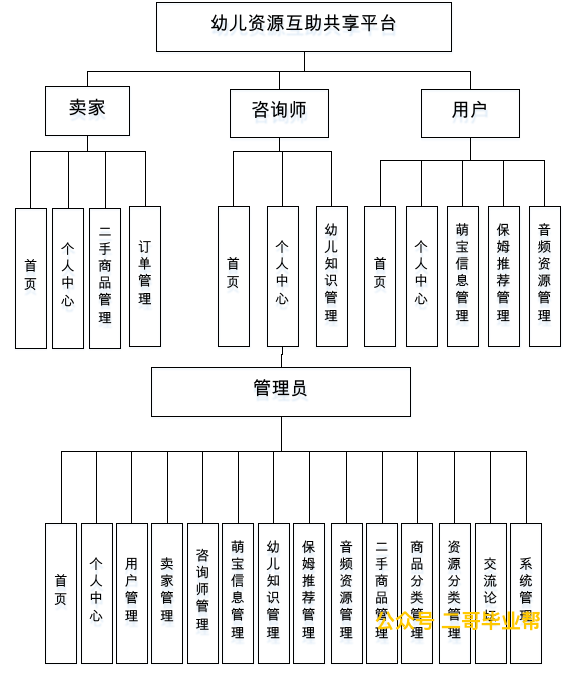 幼儿资源互助共享平台
卖家
咨询师
用户
首页
个人中心
二手商品管理
订单管理
首页
个人中心
幼儿知识管理
首页
个人中心
萌宝信息管理
保姆推荐管理
音频资源管理
管理员
首页
个人中心
用户管理
卖家管理
咨询师管理
萌宝信息管理
幼儿知识管理
保姆推荐管理
音频资源管理
二手商品管理
商品分类管理
资源分类管理
交流论坛
系统管理
公众号 二哥毕业帮